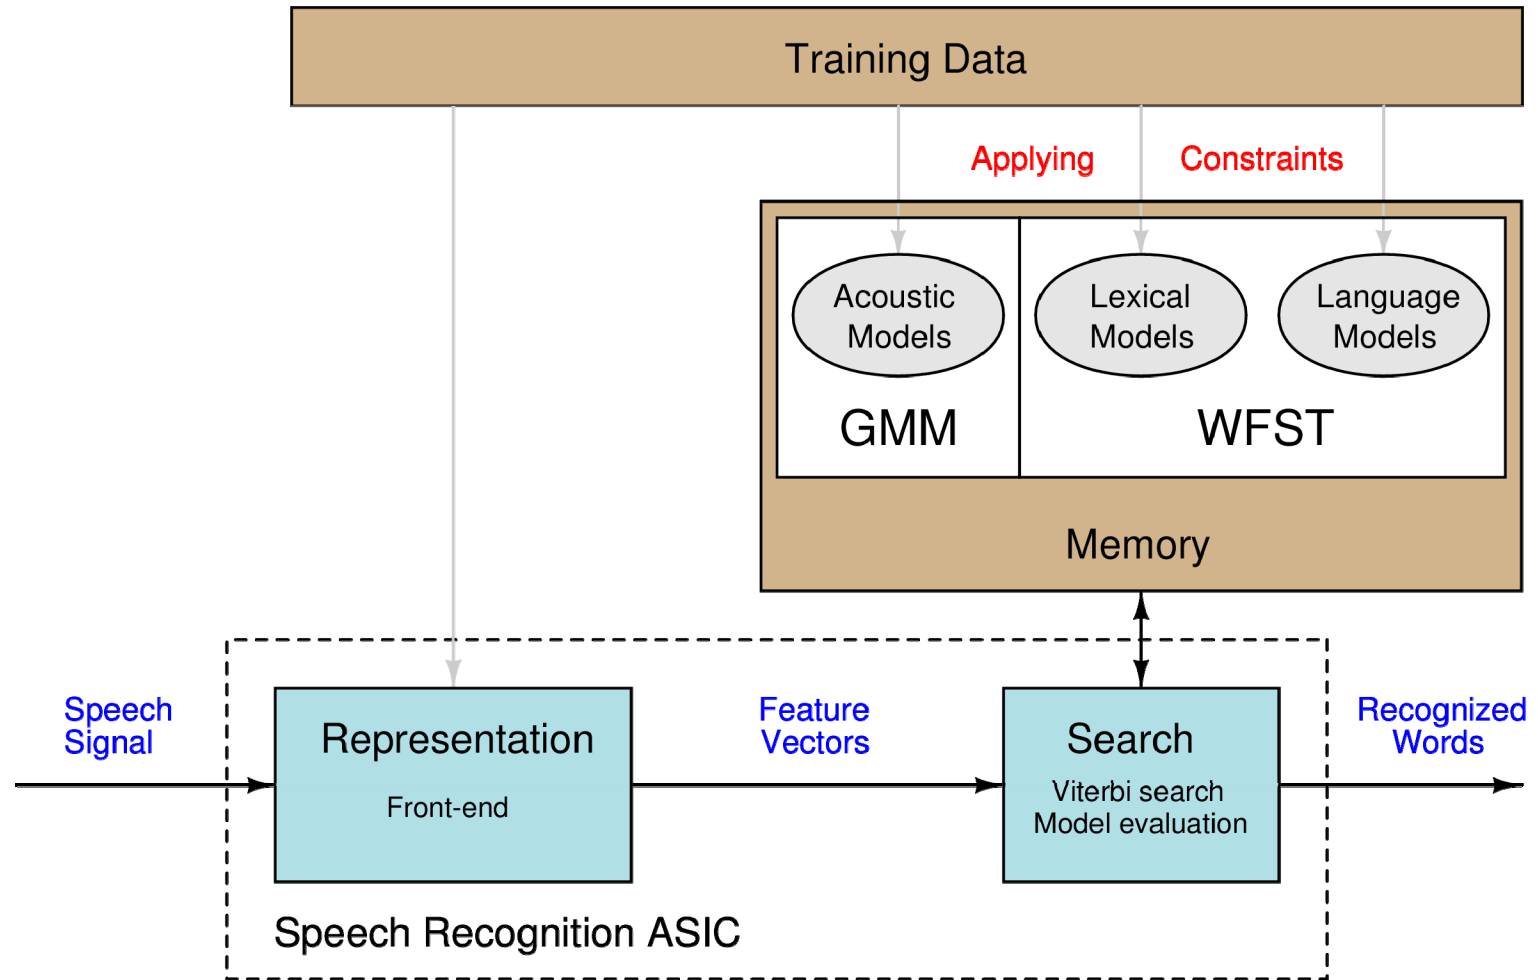 Training Data
Applying Constraints
Acoustic
Models
Lexical
Models
Language
Models
GMM
WFST
Memory
Speech
Signal
Representation
Front-end
Feature
Vectors
Search
Viterbi search
Model evaluation
Recognized
Words
Speech Recognition ASIC